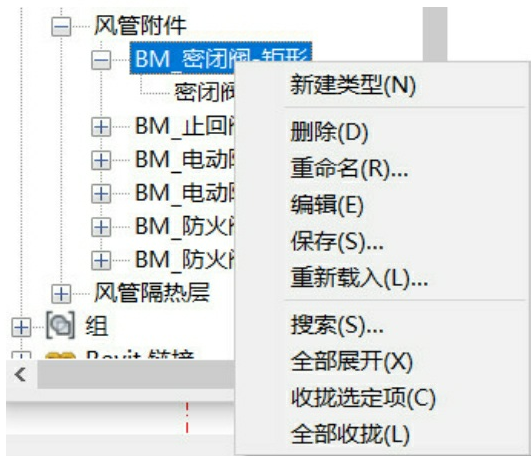 风管附件
BM_密闭阀-矩形
密闭阀
新建类型(N)
BM_止回
删除(D)
BM_电动
重命名(R)...
BM_电动
编辑(E)
BM_防火
保存(S)...
BM_防火
重新载入(L)...
风管隔热层
组
搜索(S)...
Revit 链接
全部展开(X)
收拢选定项(C)
全部收拢(L)